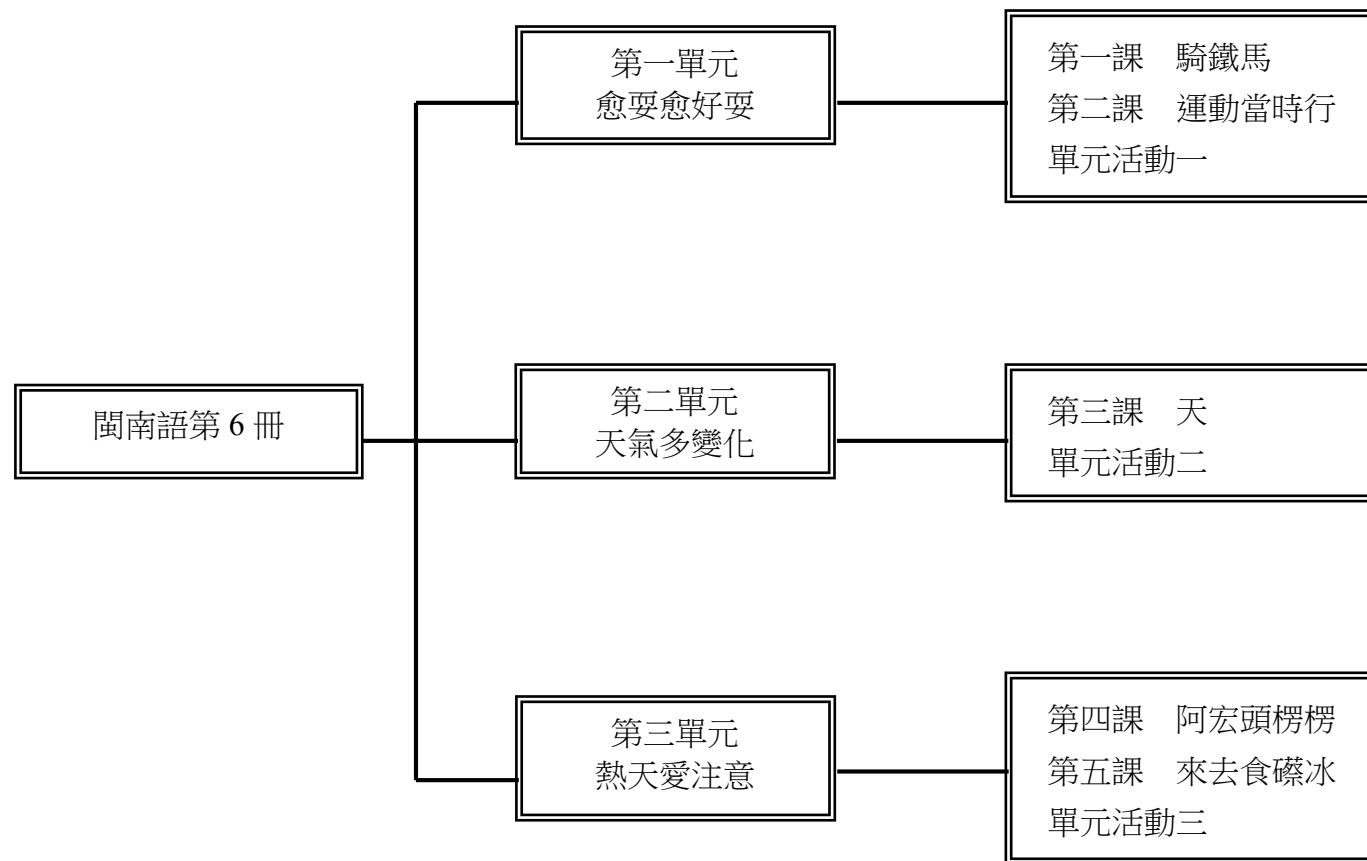 第一單元
愈耍愈好耍
第一課　騎鐵馬
第二課　運動當時行
單元活動一
閩南語第 6 冊
第二單元
天氣多變化
第三課　天
單元活動二
第三單元
熱天愛注意
第四課　阿宏頭楞楞
第五課　來去食礤冰
單元活動三